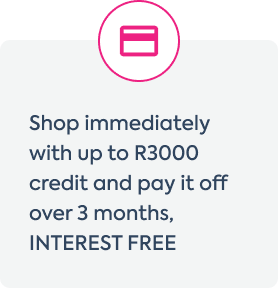 Shop immediately
with up to R3000
credit and pay it off
over 3 months,
INTEREST FREE